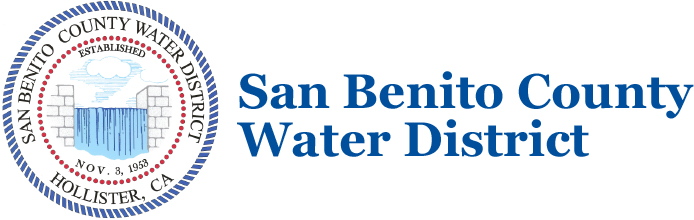 SAN BENITO COUNTY WATER DISTRICT
ESTABLISHED
NOV. 3, 1953
HOLLISTER, CA
San Benito County
Water District